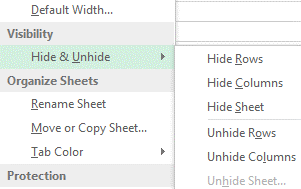 Default Width...
Visibility
Hide & Unhide
Organize Sheets
Rename Sheet
Move or Copy Sheet...
Tab Color
Protection
Hide Rows
Hide Columns
Hide Sheet
Unhide Rows
Unhide Columns
Unhide Sheet...